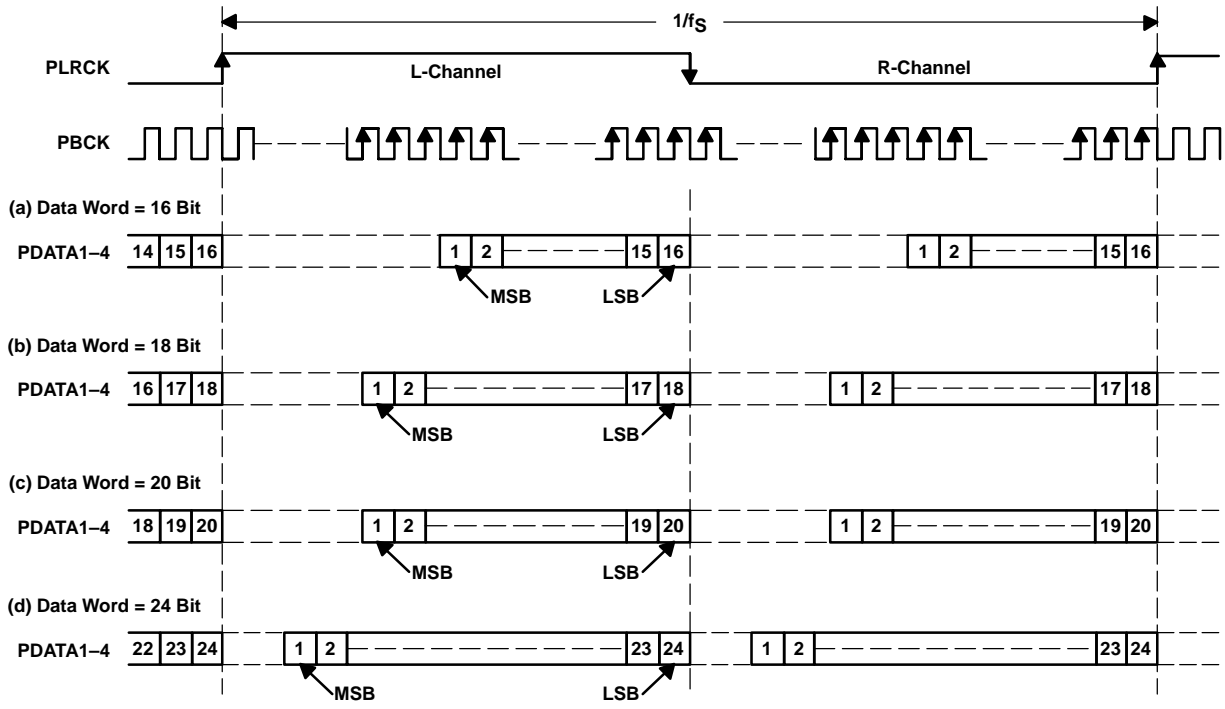 1/fS
PLRCK
L-Channel
R-Channel
PBCK
(a) Data Word = 16 Bit
PDATA1–4 14 15 16 1 2 15 16 1 2 15 16
MSB LSB
(b) Data Word = 18 Bit
PDATA1–4 16 17 18 1 2 17 18 1 2 17 18
MSB LSB
(c) Data Word = 20 Bit
PDATA1–4 18 19 20 1 2 19 20 1 2 19 20
MSB LSB
(d) Data Word = 24 Bit
PDATA1–4 22 23 24 1 2 23 24 1 2 23 24
MSB LSB